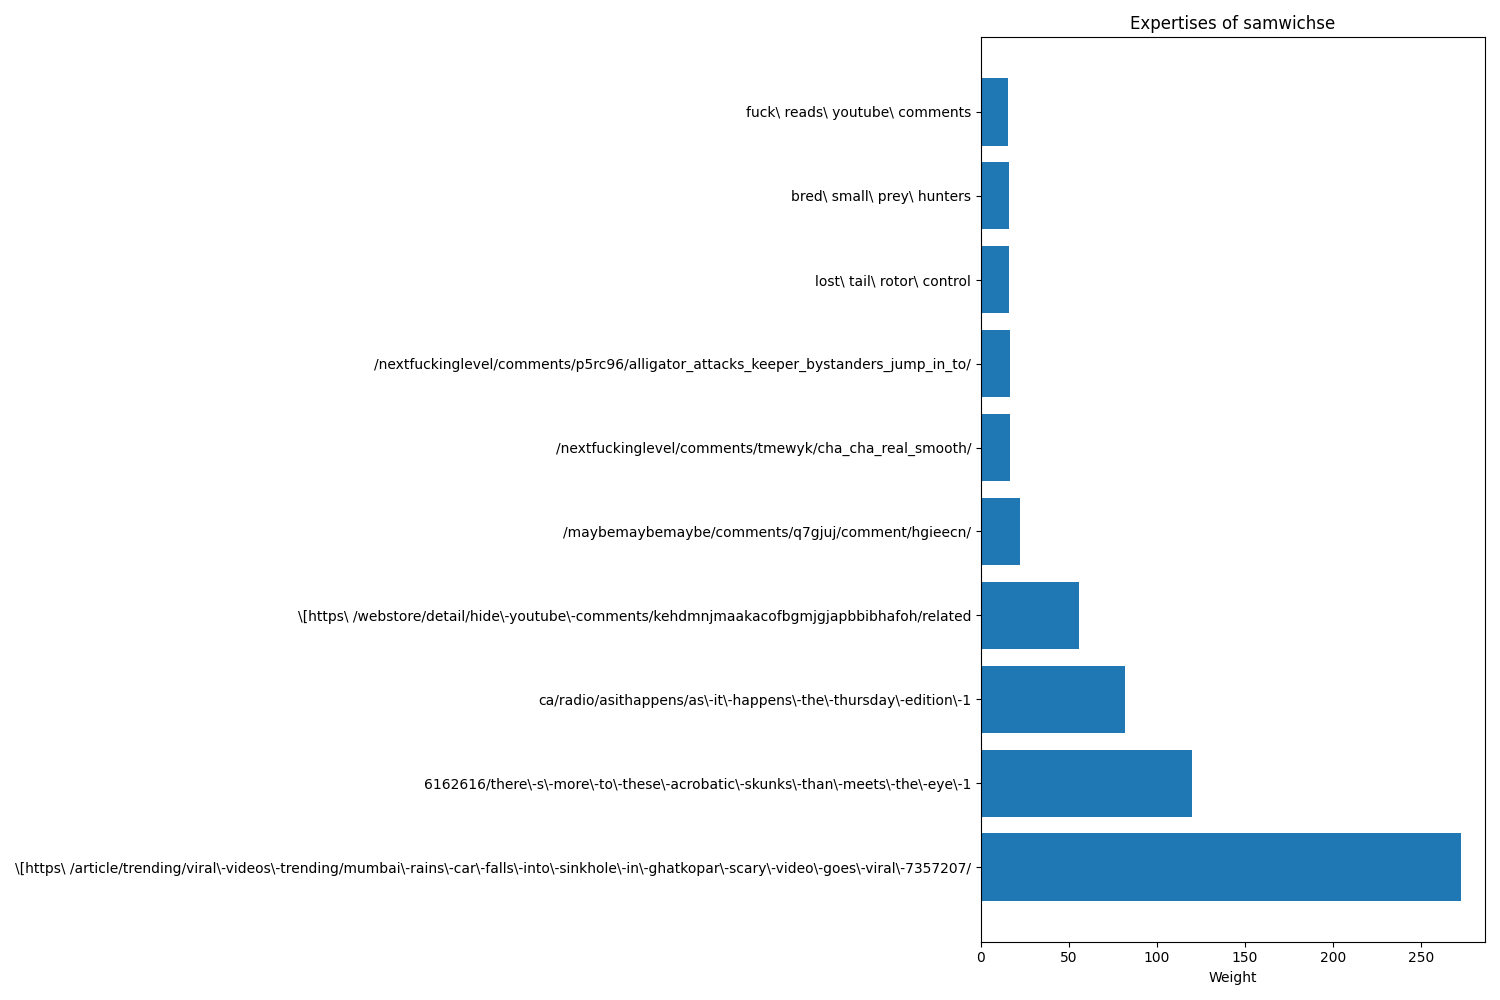 Expertises of samwichse
fuck\ reads\ youtube\ comments
bred\ small\ prey\ hunters
lost\ tail\ rotor\ control
/nextfuckinglevel/comments/p5rc96/alligator_attacks_keeper_bystanders_jump_in_to/
/nextfuckinglevel/comments/tmewyk/cha_cha_real_smooth/
/maybemaybemaybe/comments/q7gjuj/comment/hgieecn/
\[https\ /webstore/detail/hide\-youtube\-comments/kehdmnjmaakacofbgmjgjapbbibhafoh/related
ca/radio/asithappens/as\-it\-happens\-the\-thursday\-edition\-1
6162616/there\-s\-more\-to\-these\-acrobatic\-skunks\-than\-meets\-the\-eye\-1
\[https\ /article/trending/viral\-videos\-trending/mumbai\-rains\-car\-falls\-into\-sinkhole\-in\-ghatkopar\-scary\-video\-goes\-viral\-7357207/
0 50 100 150 200 250
Weight